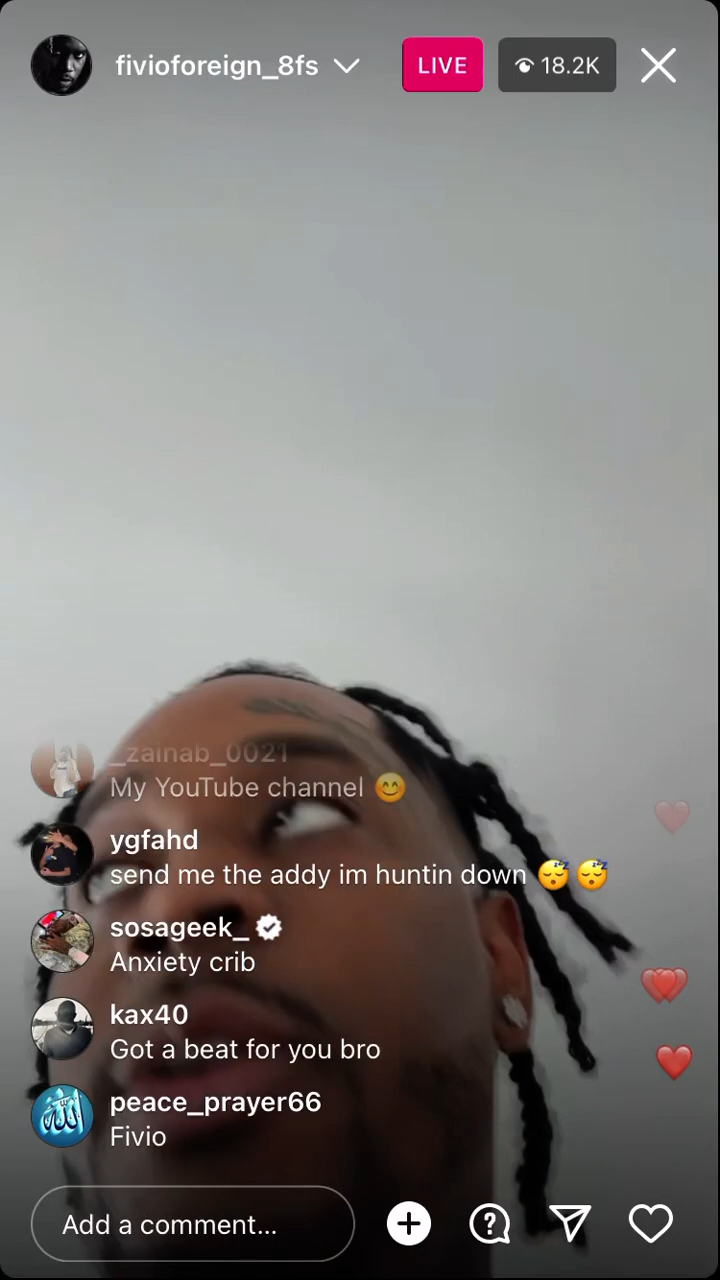 fivioforeign_8fs
LIVE
18.2K
_zainab_0021
My YouTube channel 😊
ygfahd
send me the addy im huntin down 😴 😴
sosageek_
Anxiety crib
kax40
Got a beat for you bro
peace_prayer66
Fivio
الله
Add a comment...